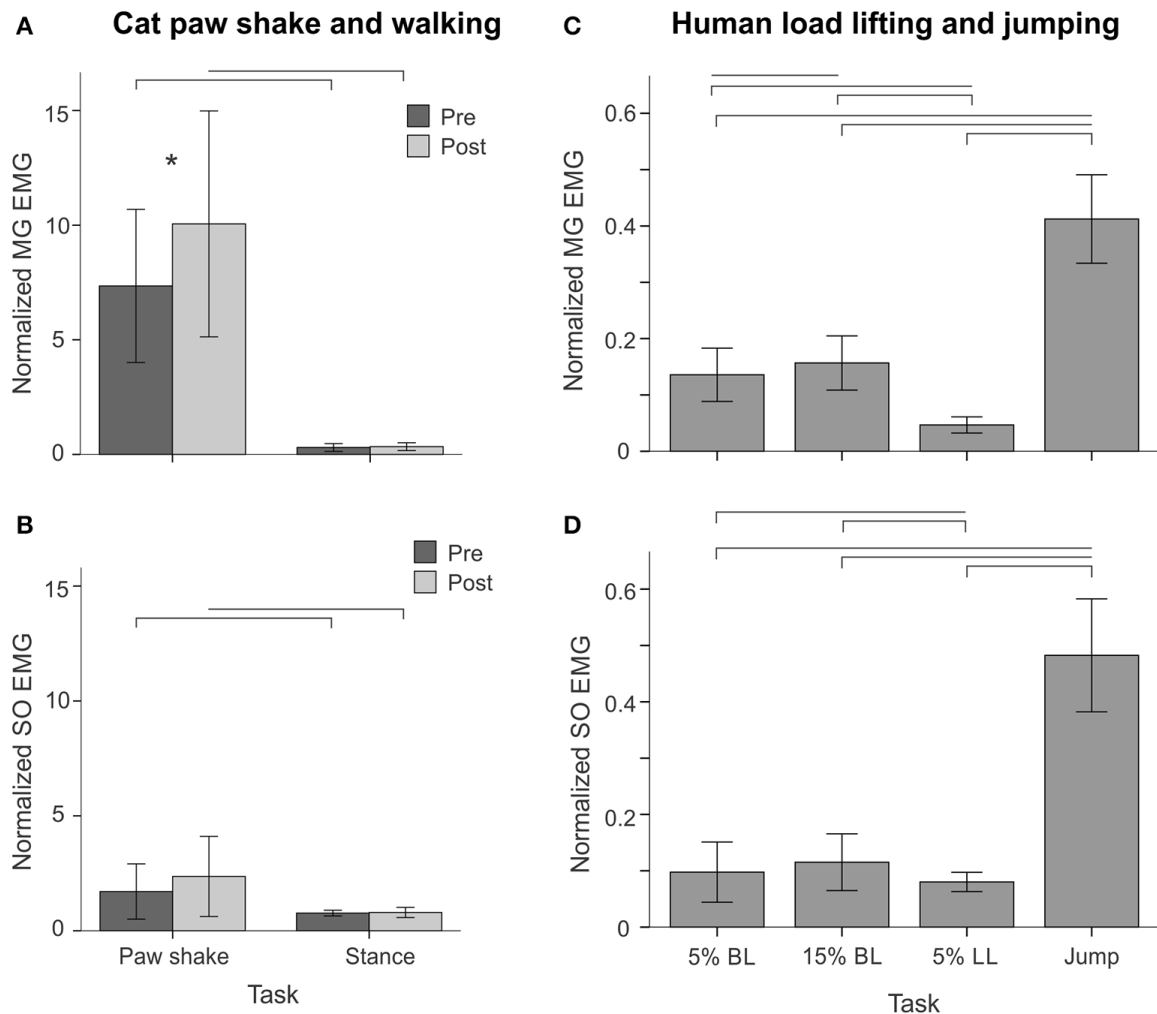 A Cat paw shake and walking
Normalized MG EMG
15
10
5
0
*
Pre
Post
B
Normalized SO EMG
15
10
5
0
Pre
Post
Paw shake Stance
Task
C Human load lifting and jumping
Normalized MG EMG
0.6
0.4
0.2
0
D
Normalized SO EMG
0.6
0.4
0.2
0
5% BL 15% BL 5% LL Jump
Task